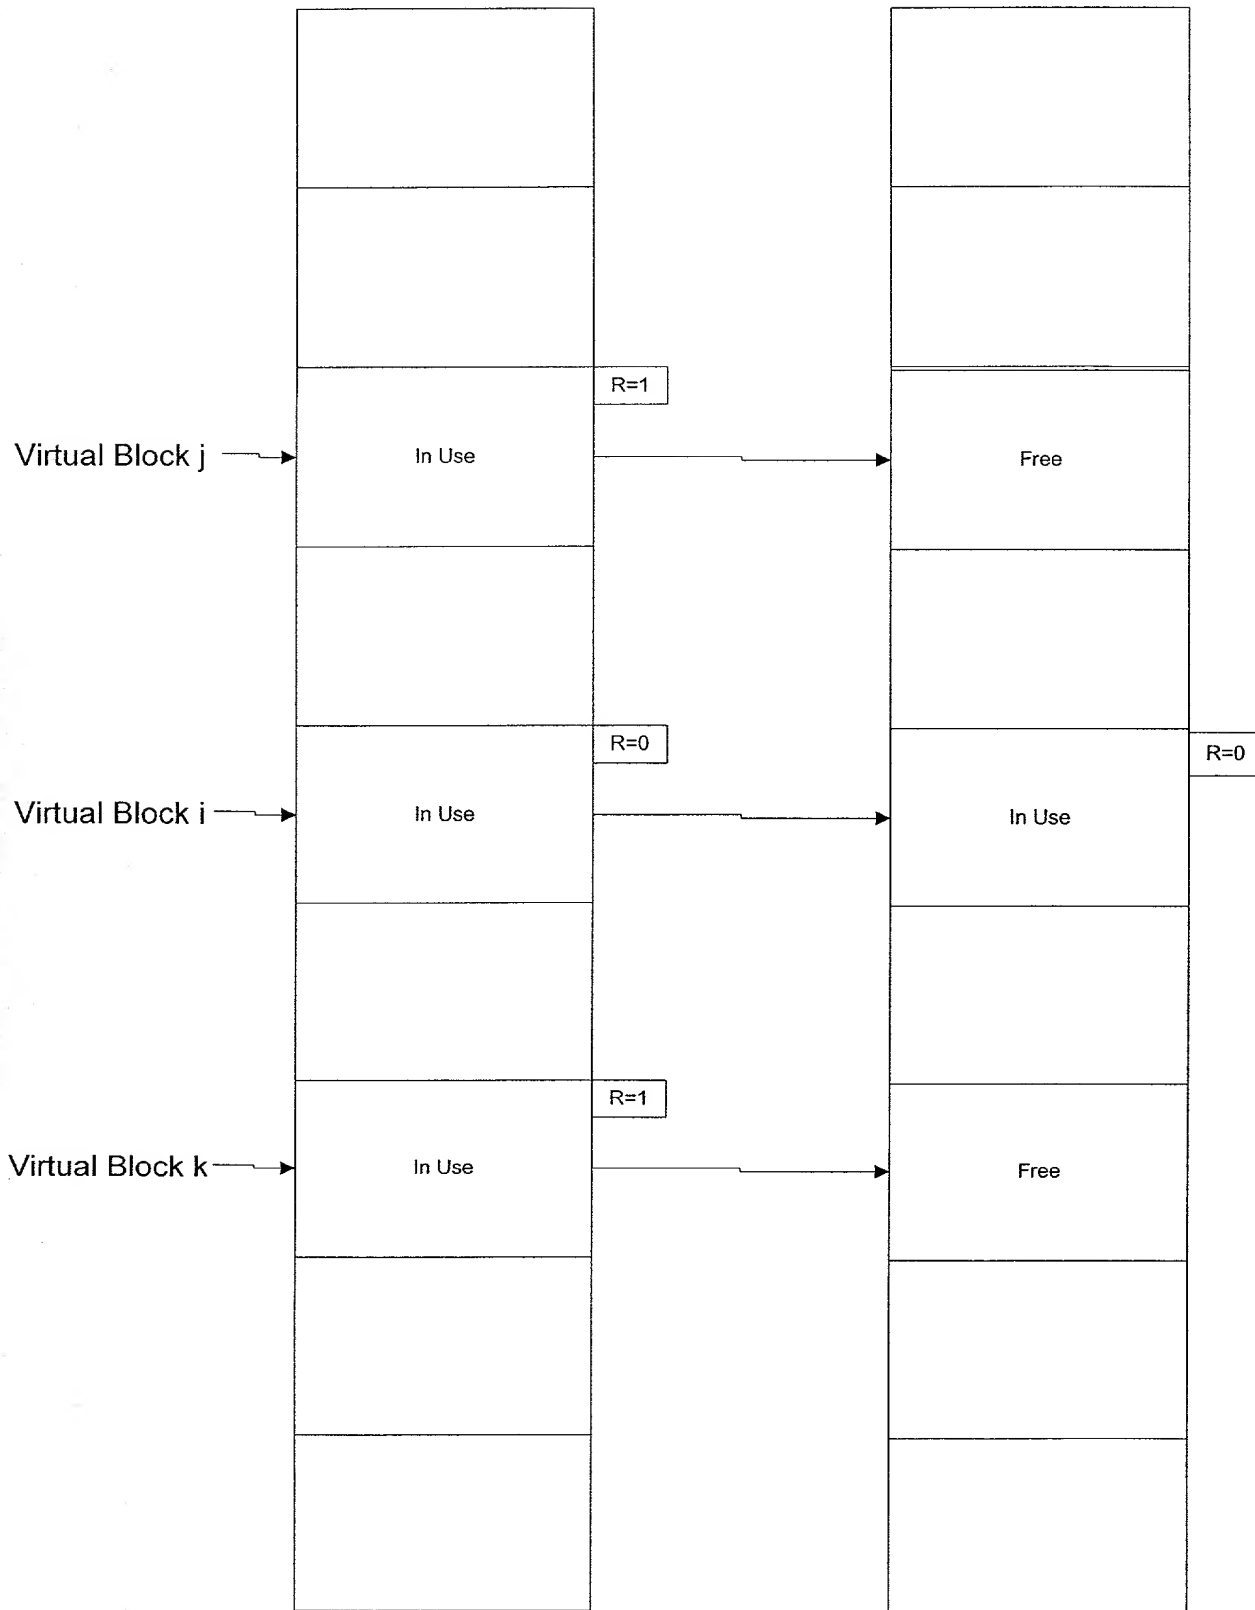 R=1
Virtual Block j
In Use
Free
R=0
R=0
Virtual Block i
In Use
In Use
R=1
Virtual Block k
In Use
Free